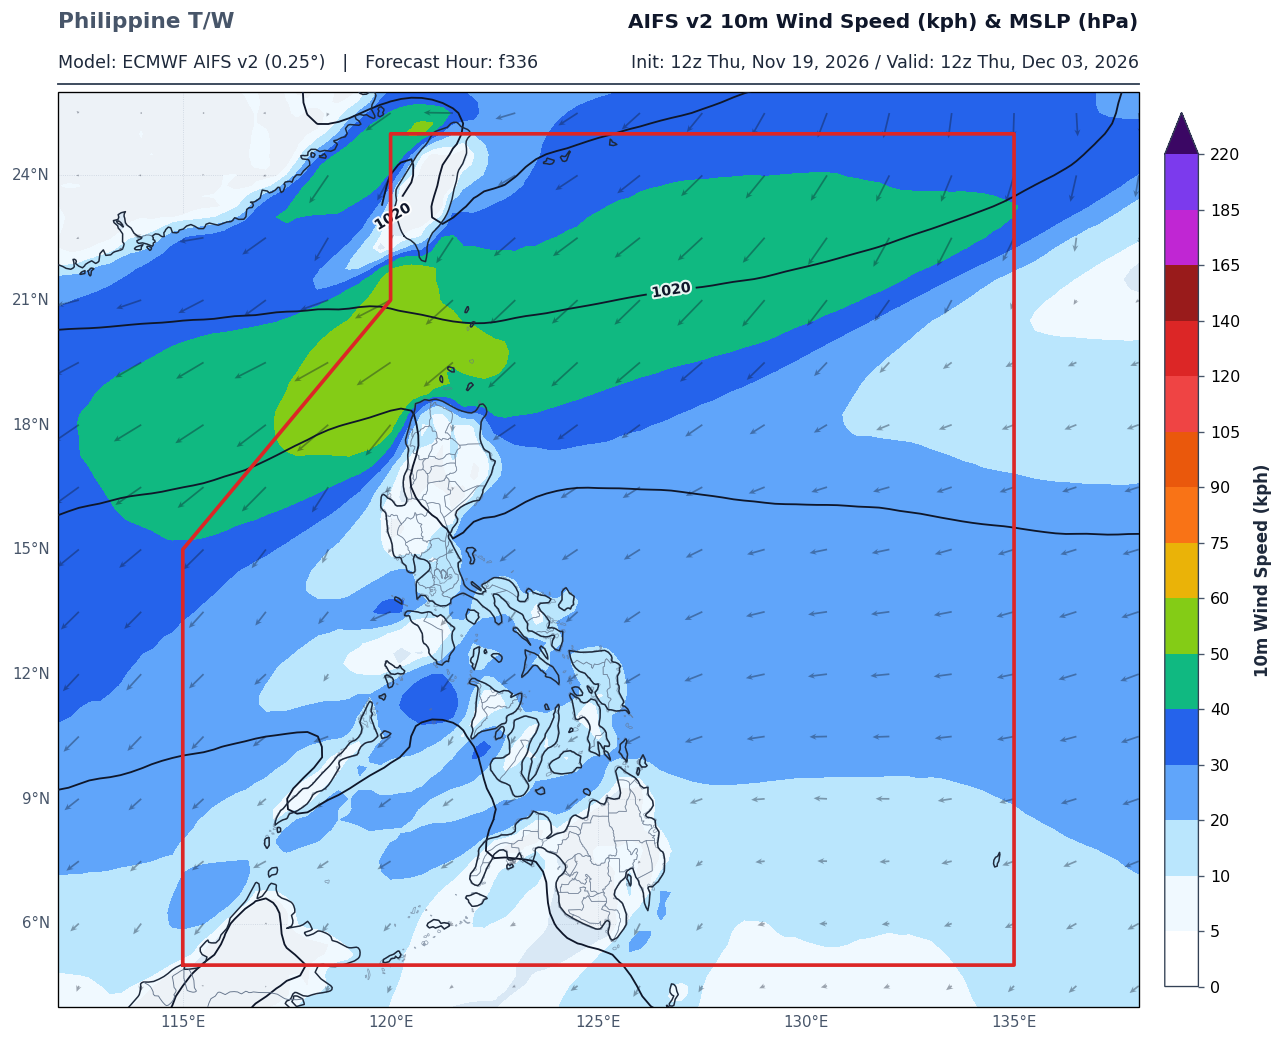 Philippine T/W
AIFS v2 10m Wind Speed (kph) & MSLP (hPa)
Model: ECMWF AIFS v2 (0.25°) | Forecast Hour: f336
Init: 12z Thu, Nov 19, 2026 / Valid: 12z Thu, Dec 03, 2026
24°N
21°N
18°N
15°N
12°N
9°N
6°N
1020
1020
115°E
120°E
125°E
130°E
135°E
220
185
165
140
120
105
90
75
60
50
40
30
20
10
5
0
10m Wind Speed (kph)